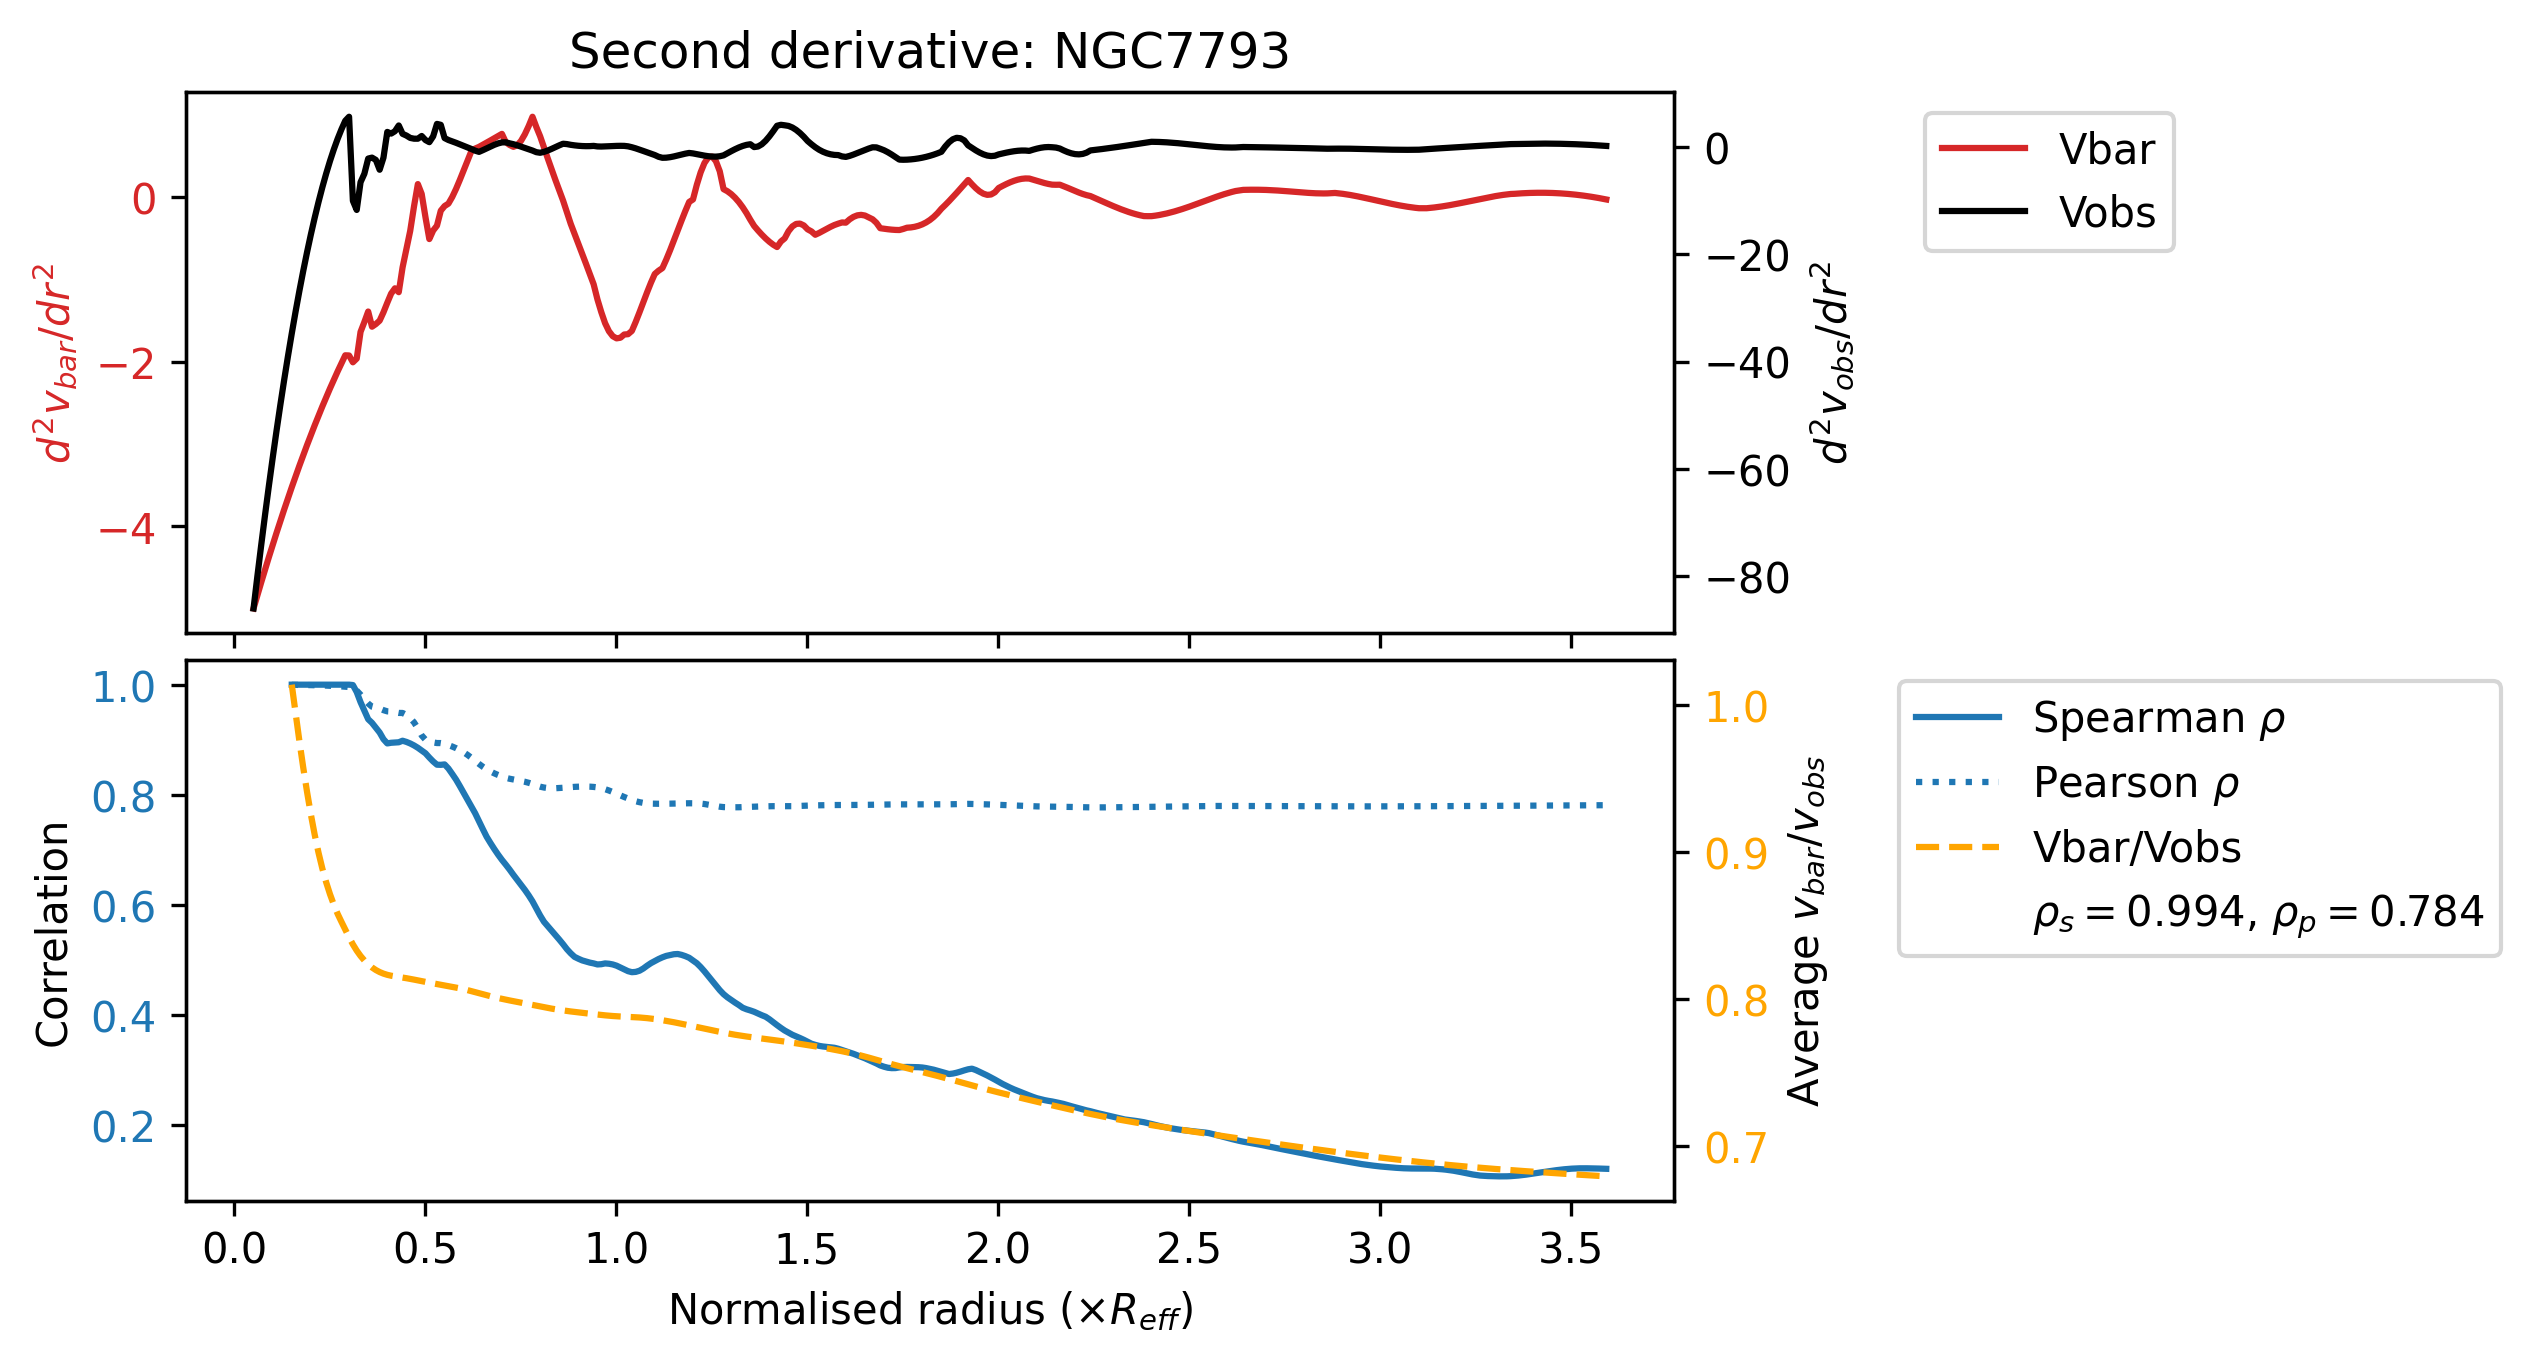 Second derivative: NGC7793
d²v_bar/dr²
0
−2
−4
0
−20
−40
−60
−80
d²v_obs/dr²
Vbar
Vobs
Correlation
1.0
0.8
0.6
0.4
0.2
1.0
0.9
0.8
0.7
Average v_bar/v_obs
Spearman ρ
Pearson ρ
Vbar/Vobs
ρ_s = 0.994, ρ_p = 0.784
0.0 0.5 1.0 1.5 2.0 2.5 3.0 3.5
Normalised radius (×R_eff)